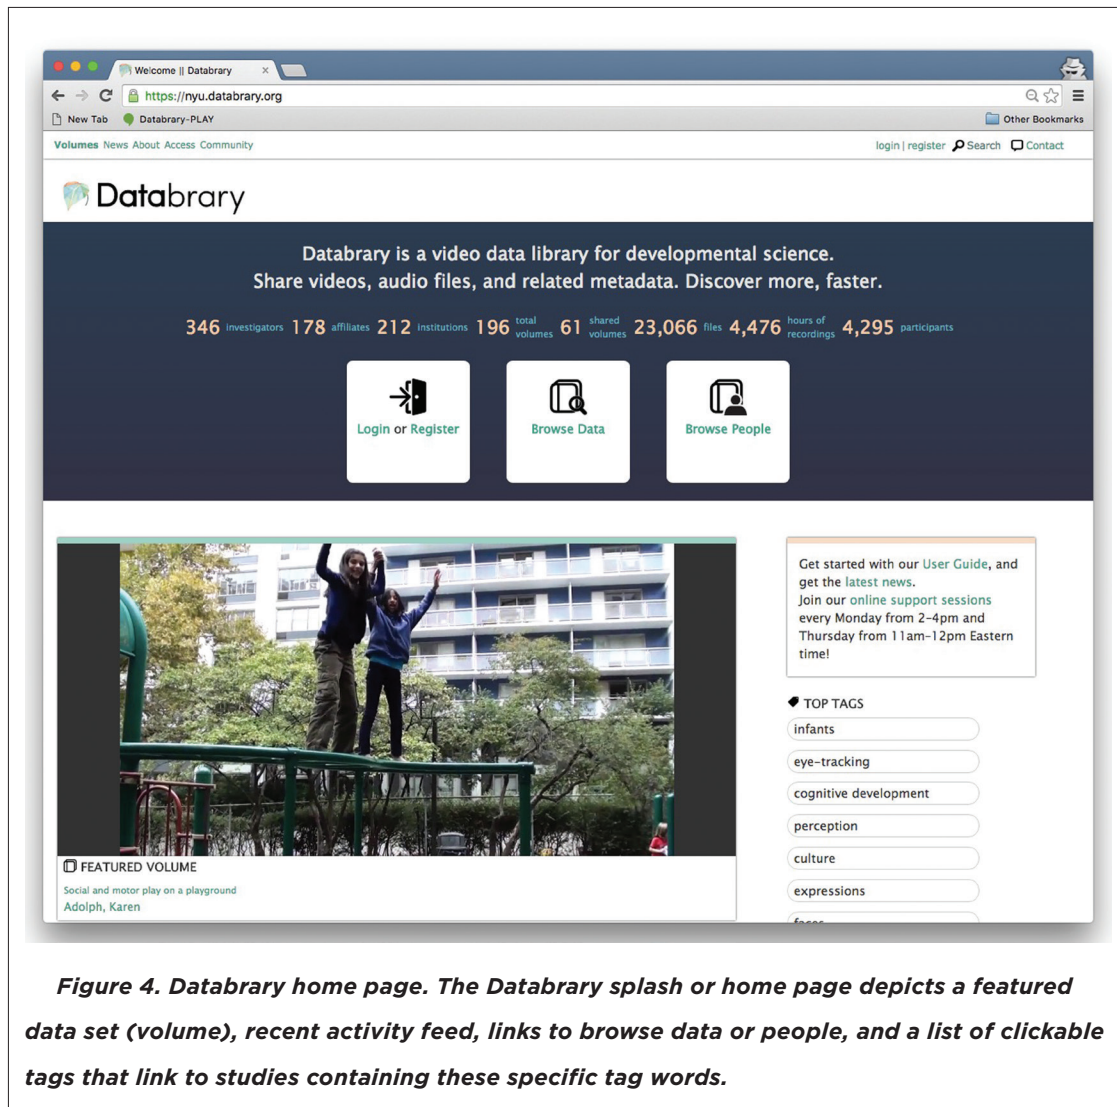 Welcome || Databrary
https://nyu.databrary.org
New Tab Databrary-PLAY Other Bookmarks
Volumes News About Access Community login | register Search Contact
Databrary
Databrary is a video data library for developmental science.
Share videos, audio files, and related metadata. Discover more, faster.
346 investigators 178 affiliates 212 institutions 196 total volumes 61 shared volumes 23,066 files 4,476 hours of recordings 4,295 participants
Login or Register
Browse Data
Browse People
FEATURED VOLUME
Social and motor play on a playground
Adolph, Karen
Get started with our User Guide, and
get the latest news.
Join our online support sessions
every Monday from 2-4pm and
Thursday from 11am-12pm Eastern
time!
TOP TAGS
infants
eye-tracking
cognitive development
perception
culture
expressions
faces
Figure 4. Databrary home page. The Databrary splash or home page depicts a featured
data set (volume), recent activity feed, links to browse data or people, and a list of clickable
tags that link to studies containing these specific tag words.